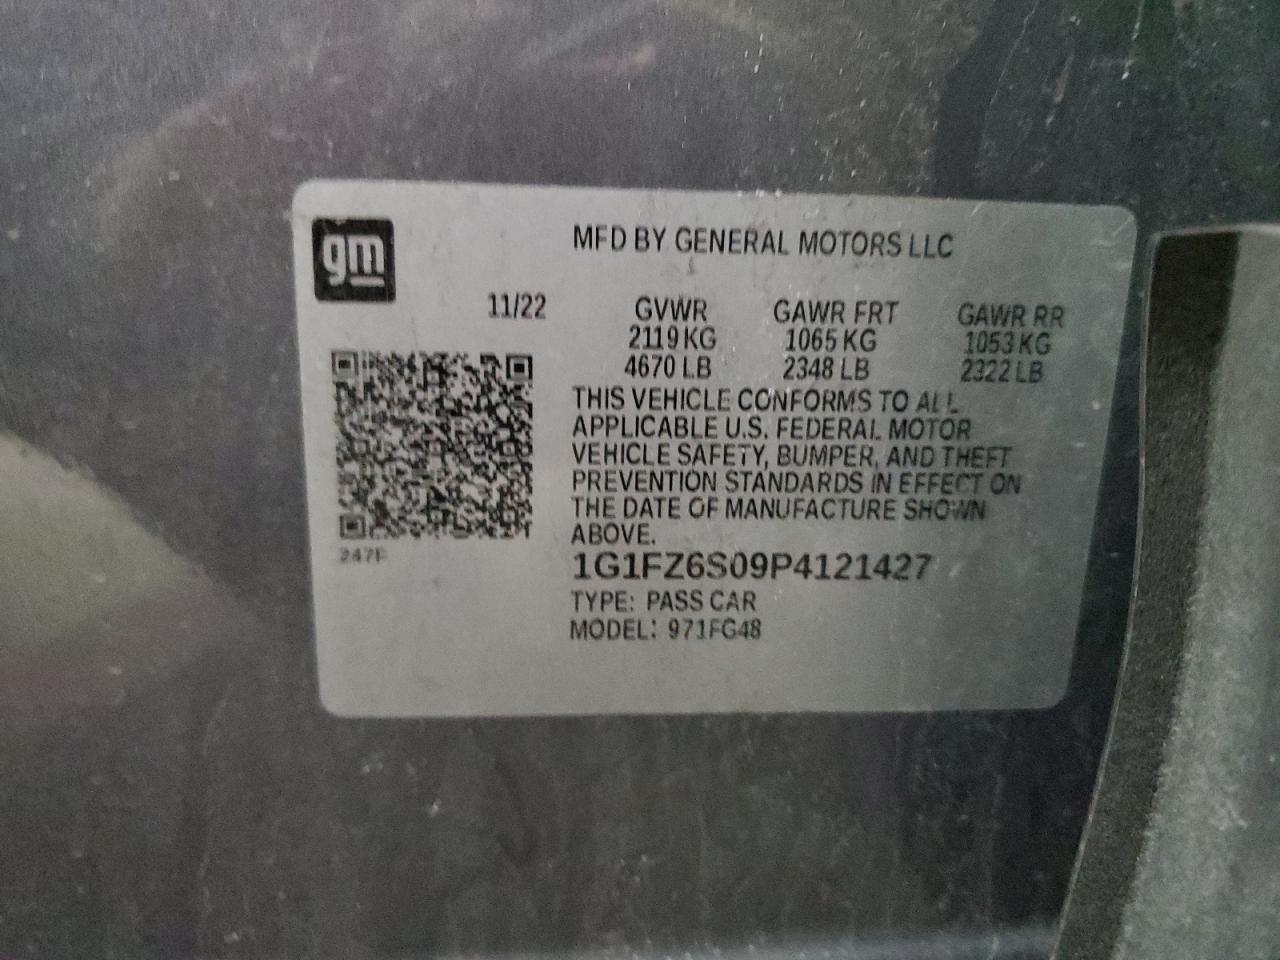 gm
MFD BY GENERAL MOTORS LLC
11/22 GVWR GAWR FRT GAWR RR
2119 KG 1065 KG 1053 KG
4670 LB 2348 LB 2322 LB
THIS VEHICLE CONFORMS TO ALL
APPLICABLE U.S. FEDERAL MOTOR
VEHICLE SAFETY, BUMPER, AND THEFT
PREVENTION STANDARDS IN EFFECT ON
THE DATE OF MANUFACTURE SHOWN
ABOVE.
247F
1G1FZ6S09P4121427
TYPE: PASS CAR
MODEL: 971FG48